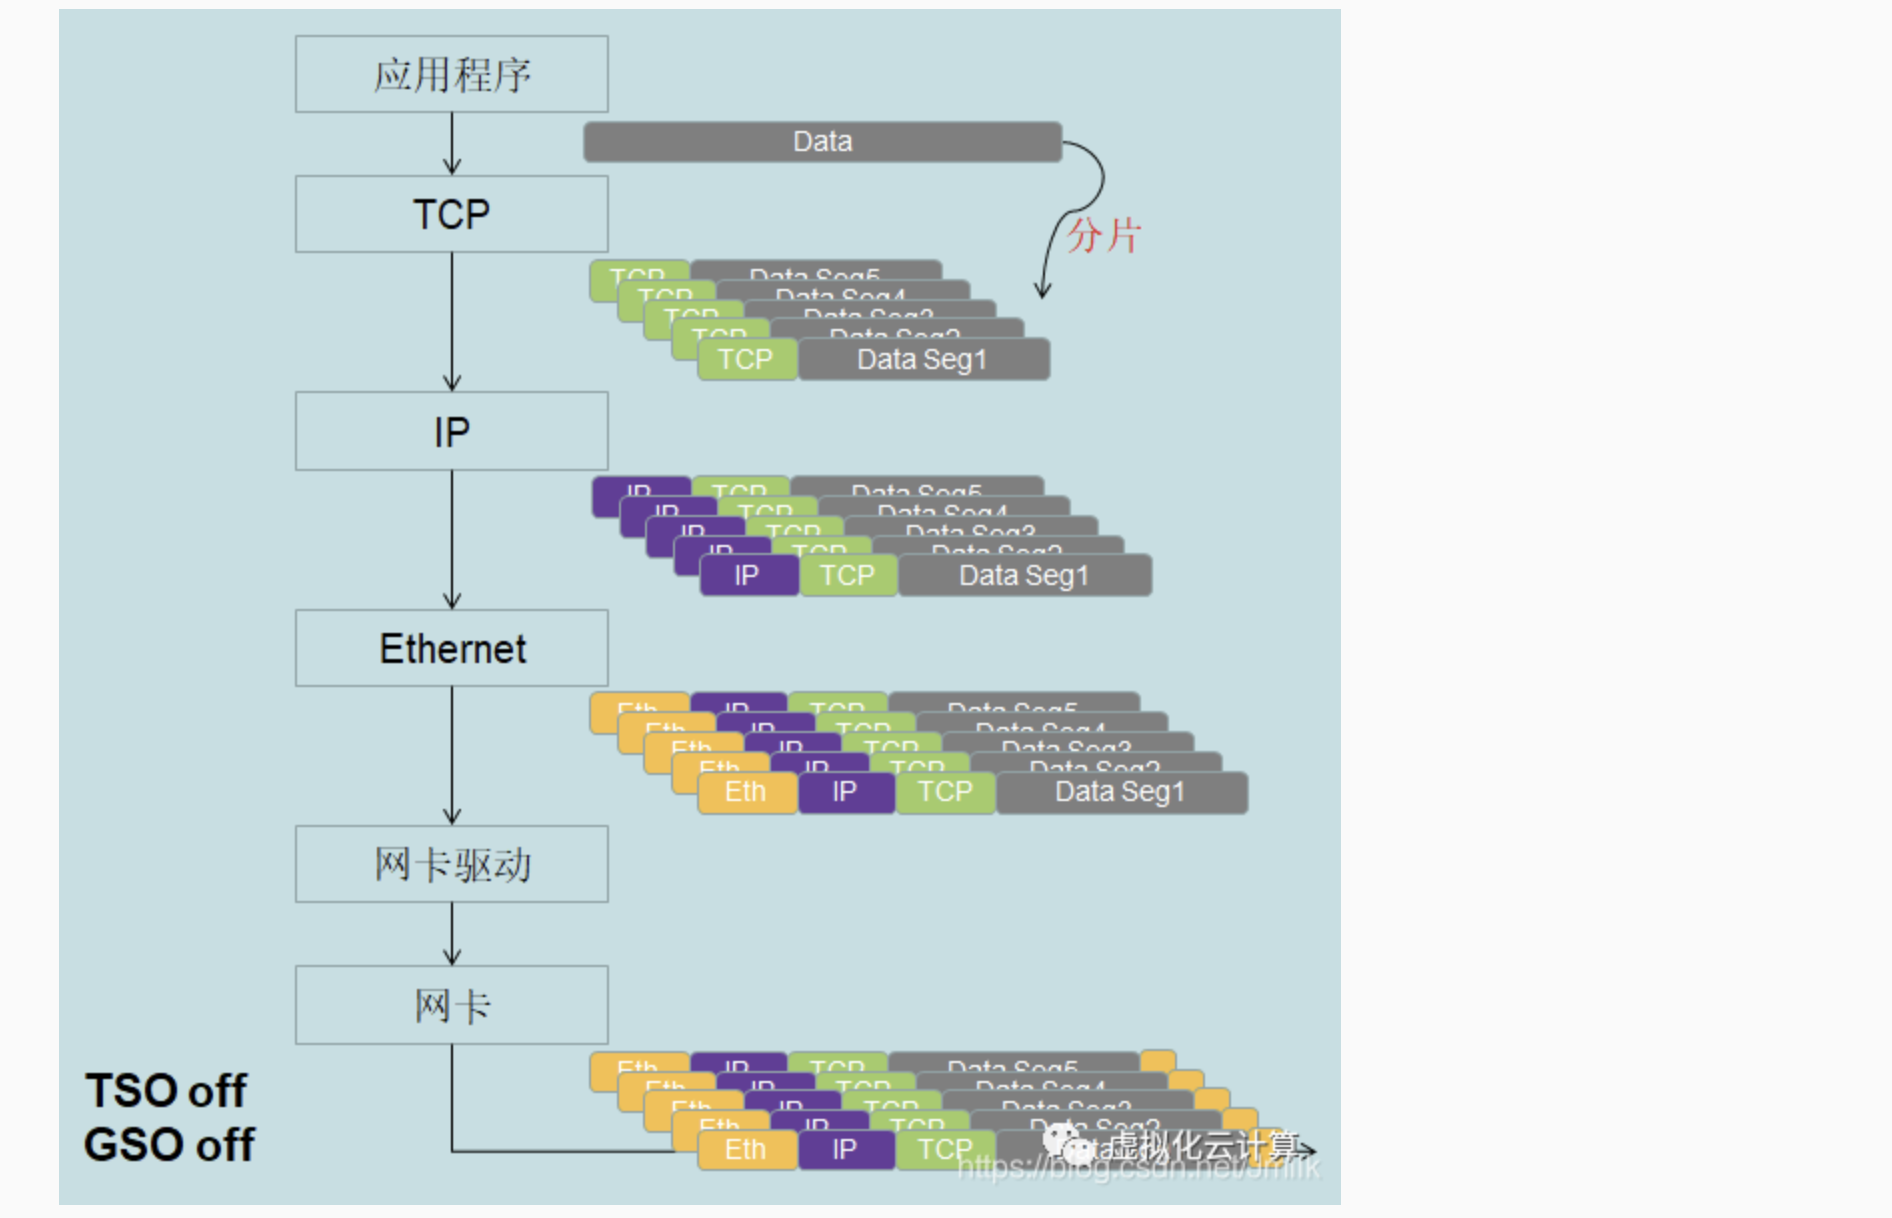 应用程序
Data
TCP
分片
TCP Data Seg5
TCP Data Seg4
TCP Data Seg3
TCP Data Seg2
TCP Data Seg1
IP
IP TCP Data Seg5
IP TCP Data Seg4
IP TCP Data Seg3
IP TCP Data Seg2
IP TCP Data Seg1
Ethernet
Eth IP TCP Data Seg5
Eth IP TCP Data Seg4
Eth IP TCP Data Seg3
Eth IP TCP Data Seg2
Eth IP TCP Data Seg1
网卡驱动
网卡
Eth IP TCP Data Seg5
Eth IP TCP Data Seg4
Eth IP TCP Data Seg3
Eth IP TCP Data Seg2
Eth IP TCP Data
TSO off
GSO off
虚拟化云计算